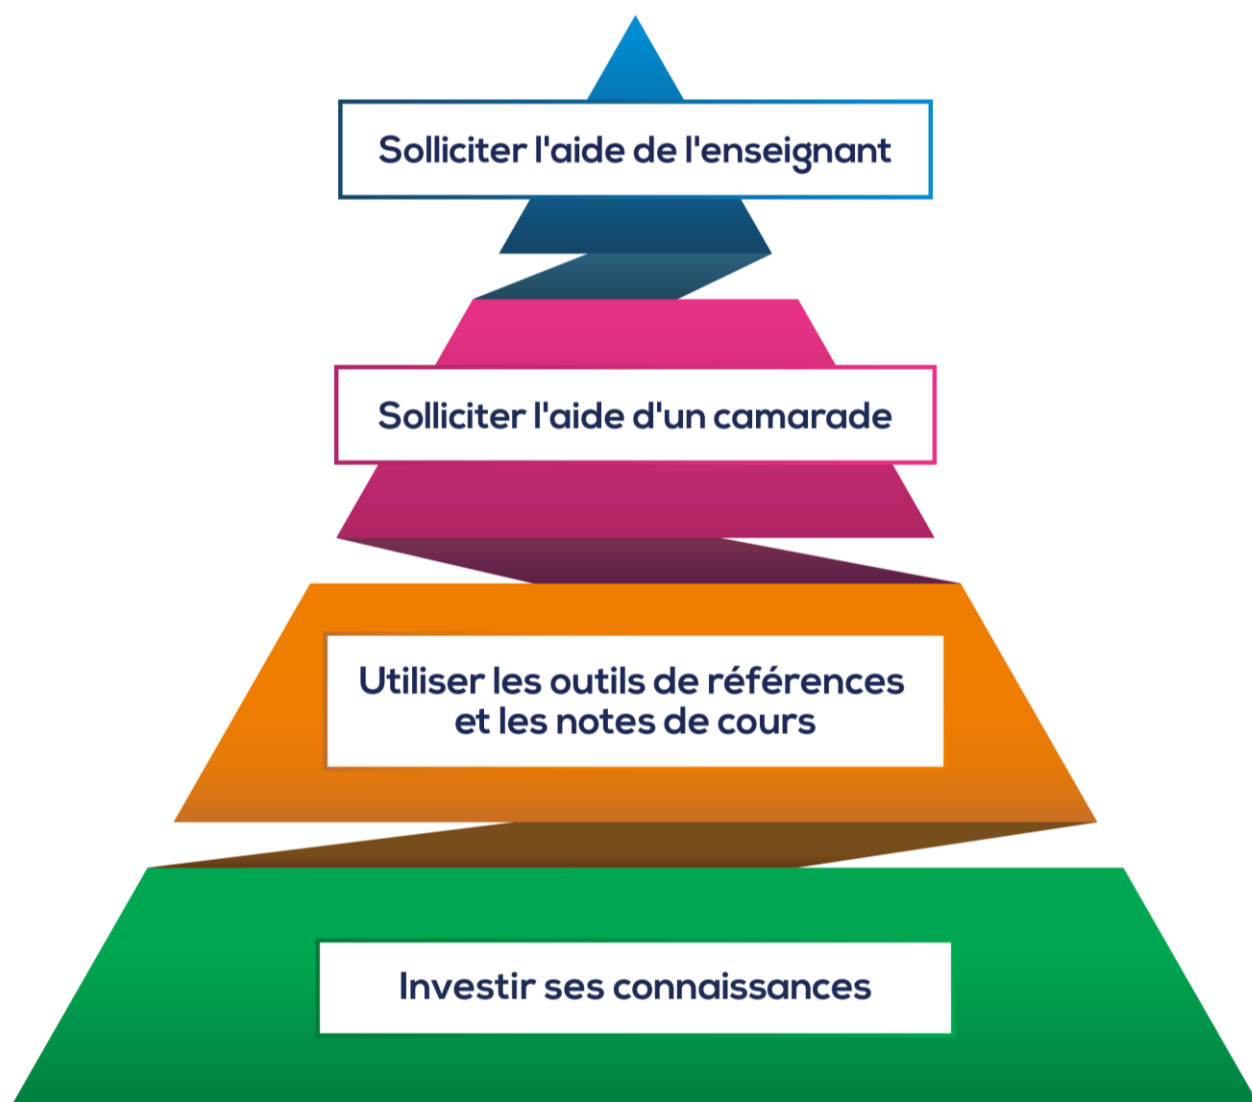 Solliciter l'aide de l'enseignant
Solliciter l'aide d'un camarade
Utiliser les outils de références
et les notes de cours
Investir ses connaissances